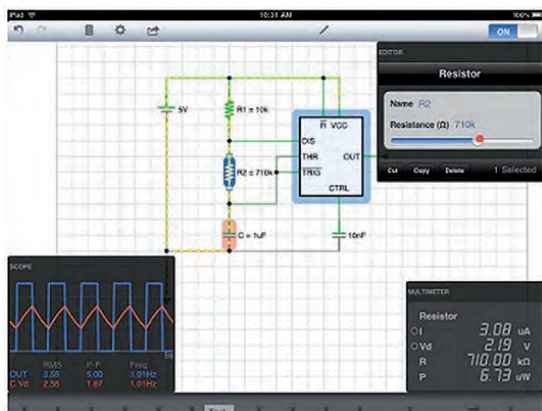 iPad 10:31 AM 100%
ON
EDITOR
Resistor
Name R2
Resistance (Ω) 710k
Cut Copy Delete 1 Selected
5V
R1 = 10k
R2 = 710k
C = 1uF
R VCC
DIS
THR OUT
TRIG
CTRL
10nF
SCOPE
5s
RMS P-P Freq
OUT 3.55 5.00 1.01Hz
C Vd 2.55 1.67 1.01Hz
MULTIMETER
Resistor
I 3.08 uA
Vd 2.19 V
R 710.00 kΩ
P 6.73 uW